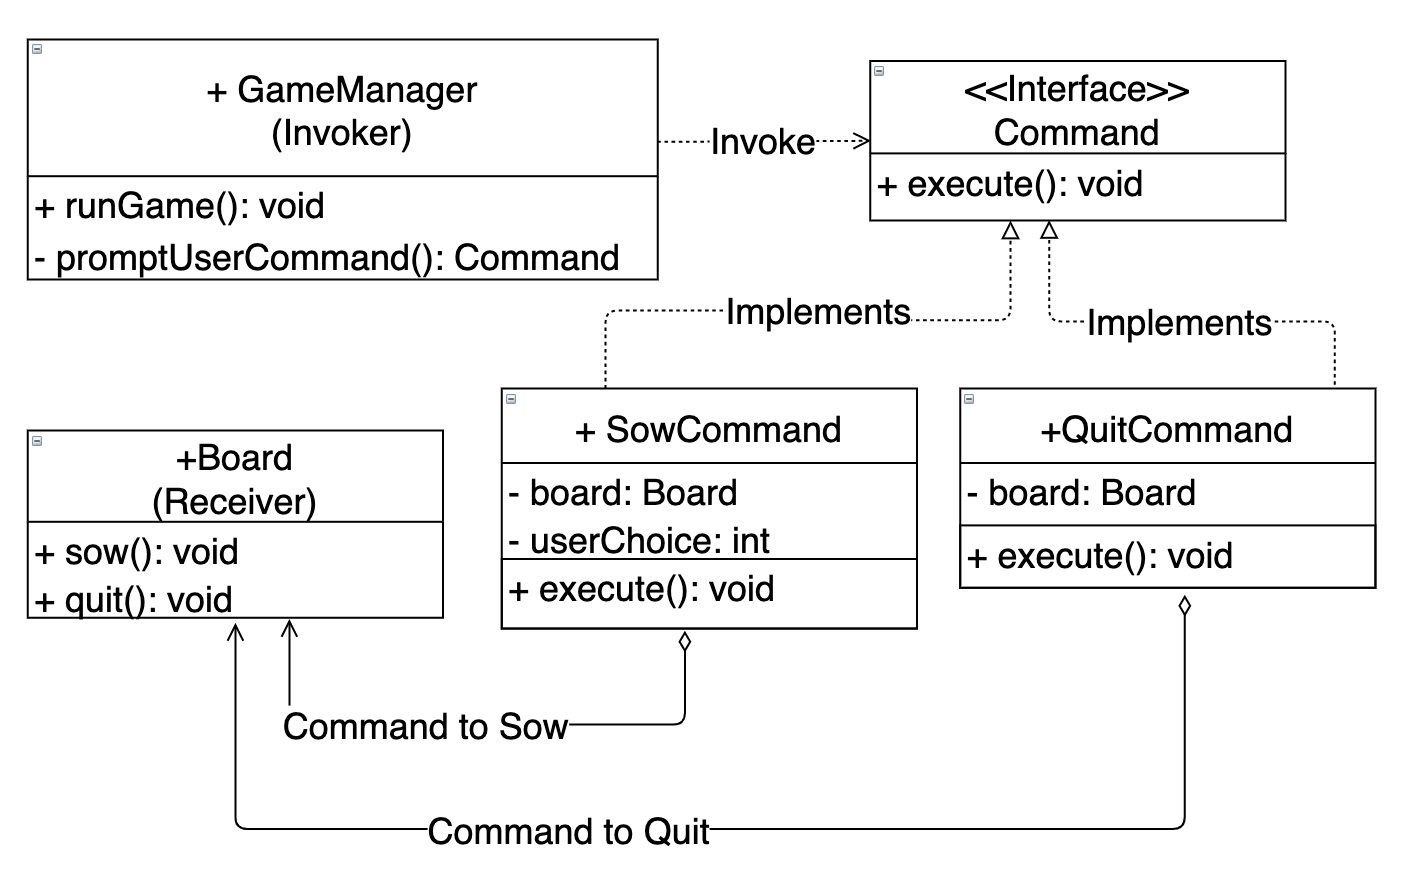 + GameManager
(Invoker)
+ runGame(): void
- promptUserCommand(): Command
Invoke
<<Interface>>
Command
+ execute(): void
Implements
Implements
+Board
(Receiver)
+ sow(): void
+ quit(): void
+ SowCommand
- board: Board
- userChoice: int
+ execute(): void
+QuitCommand
- board: Board
+ execute(): void
Command to Sow
Command to Quit